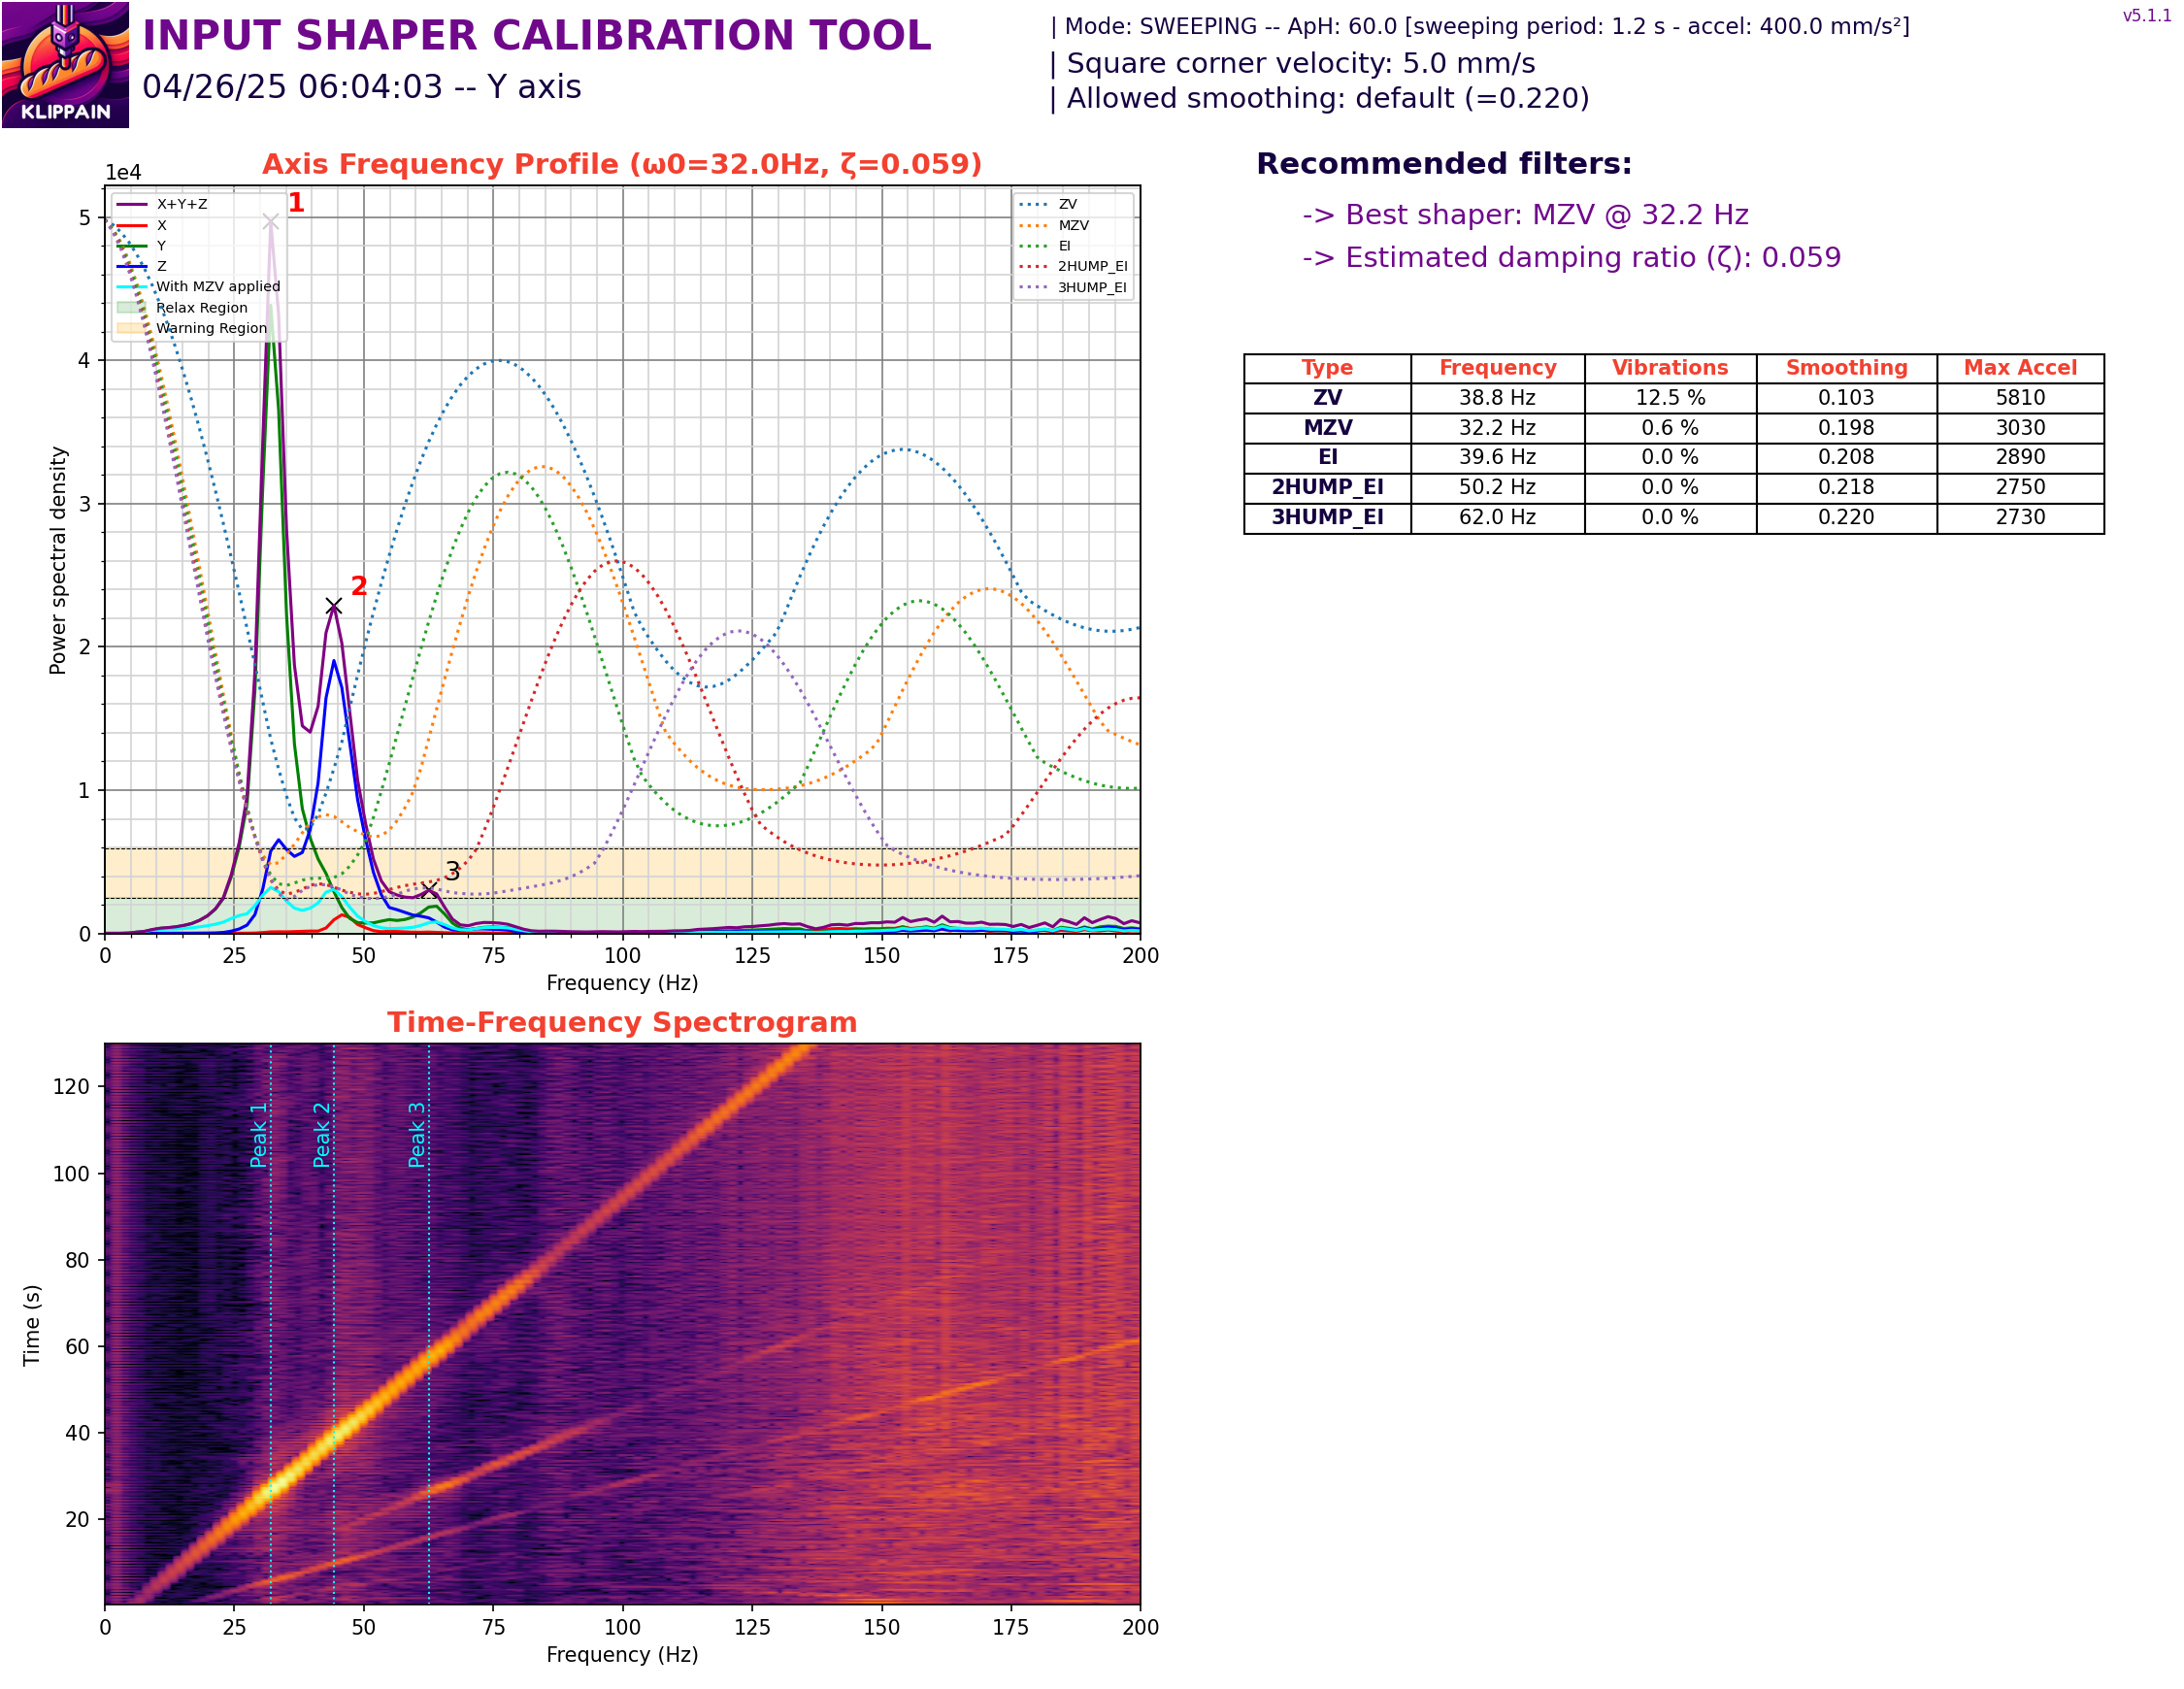 KLIPPAIN
INPUT SHAPER CALIBRATION TOOL
04/26/25 06:04:03 -- Y axis
| Mode: SWEEPING -- ApH: 60.0 [sweeping period: 1.2 s - accel: 400.0 mm/s²]
| Square corner velocity: 5.0 mm/s
| Allowed smoothing: default (=0.220)
v5.1.1
Axis Frequency Profile (ω0=32.0Hz, ζ=0.059)
1e4
X+Y+Z
X
Y
Z
With MZV applied
Relax Region
Warning Region
ZV
MZV
EI
2HUMP_EI
3HUMP_EI
1
2
3
5
4
3
2
1
0
Power spectral density
0 25 50 75 100 125 150 175 200
Frequency (Hz)
Recommended filters:
-> Best shaper: MZV @ 32.2 Hz
-> Estimated damping ratio (ζ): 0.059
Type Frequency Vibrations Smoothing Max Accel
ZV 38.8 Hz 12.5 % 0.103 5810
MZV 32.2 Hz 0.6 % 0.198 3030
EI 39.6 Hz 0.0 % 0.208 2890
2HUMP_EI 50.2 Hz 0.0 % 0.218 2750
3HUMP_EI 62.0 Hz 0.0 % 0.220 2730
Time-Frequency Spectrogram
Peak 1
Peak 2
Peak 3
120
100
80
60
40
20
Time (s)
0 25 50 75 100 125 150 175 200
Frequency (Hz)